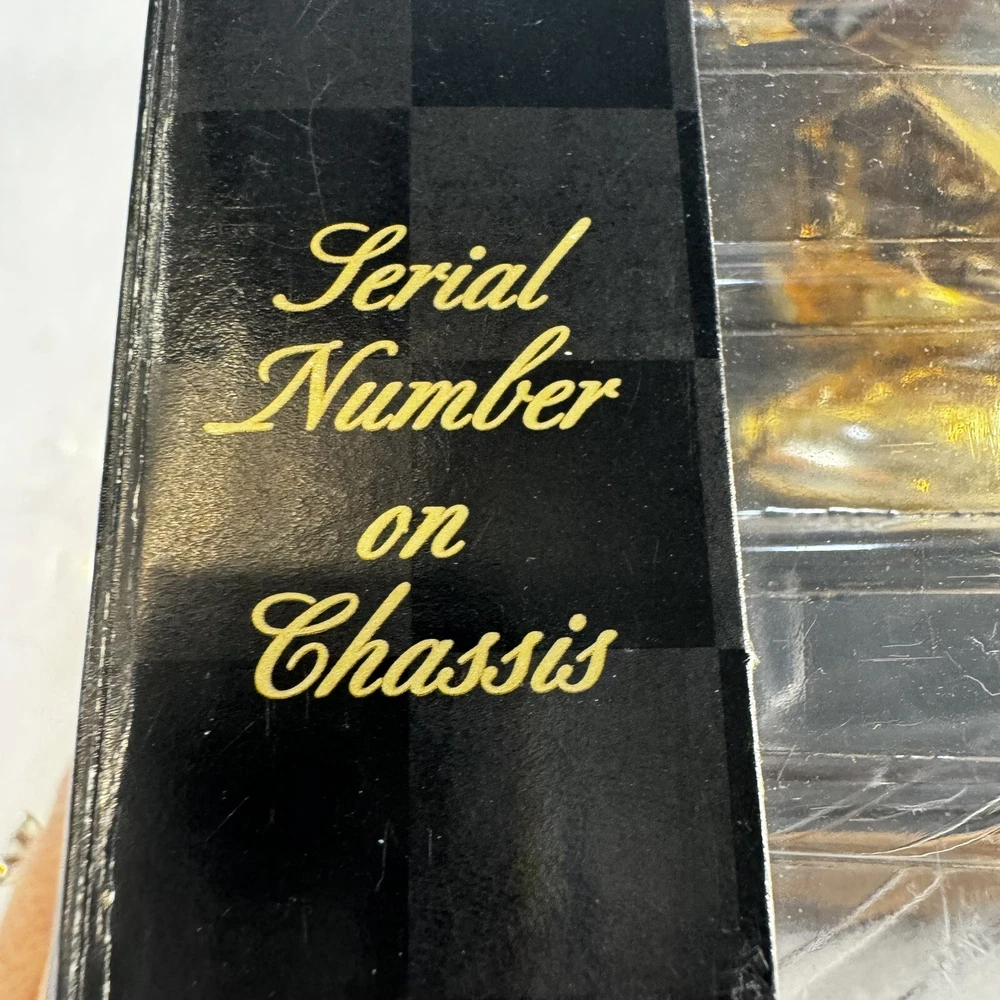 Serial
Number
on
Chassis